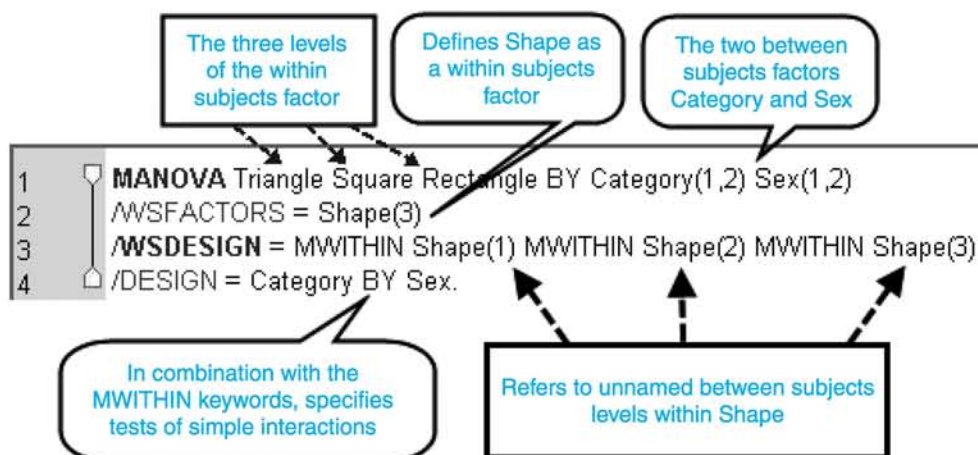 The three levels
of the within
subjects factor
Defines Shape as
a within subjects
factor
The two between
subjects factors
Category and Sex
1 MANOVA Triangle Square Rectangle BY Category(1,2) Sex(1,2)
2 /WSFACTORS = Shape(3)
3 /WSDESIGN = MWITHIN Shape(1) MWITHIN Shape(2) MWITHIN Shape(3)
4 /DESIGN = Category BY Sex.
In combination with the
MWITHIN keywords, specifies
tests of simple interactions
Refers to unnamed between subjects
levels within Shape